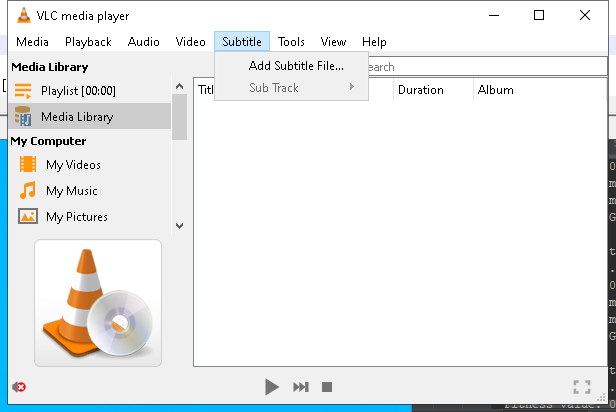 VLC media player
Media Playback Audio Video Subtitle Tools View Help
Media Library
Add Subtitle File...
Sub Track
Search
Playlist [00:00]
Duration Album
Media Library
My Computer
My Videos
My Music
My Pictures